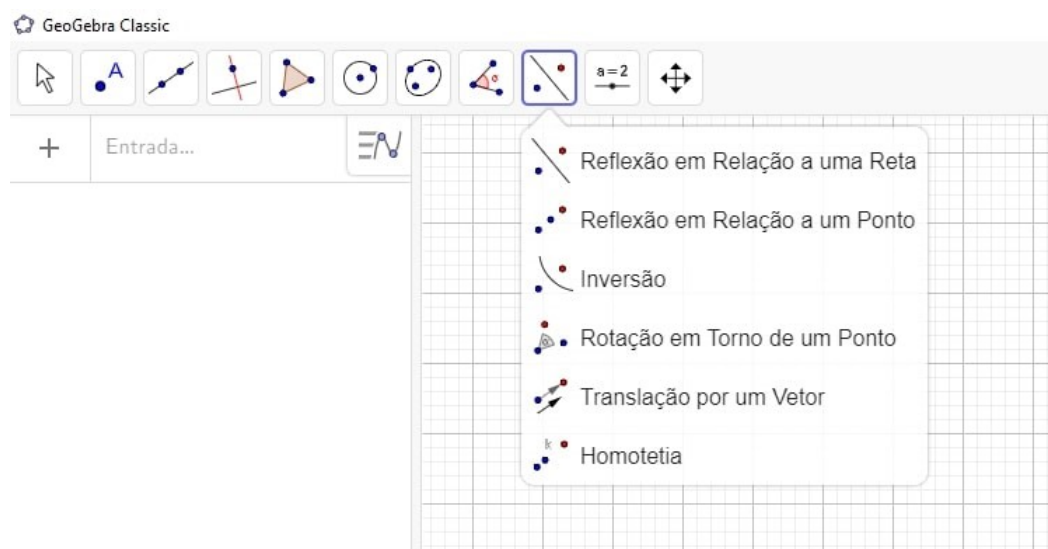 GeoGebra Classic
A
α
a=2
+ Entrada...
Reflexão em Relação a uma Reta
Reflexão em Relação a um Ponto
Inversão
Rotação em Torno de um Ponto
Translação por um Vetor
k
Homotetia